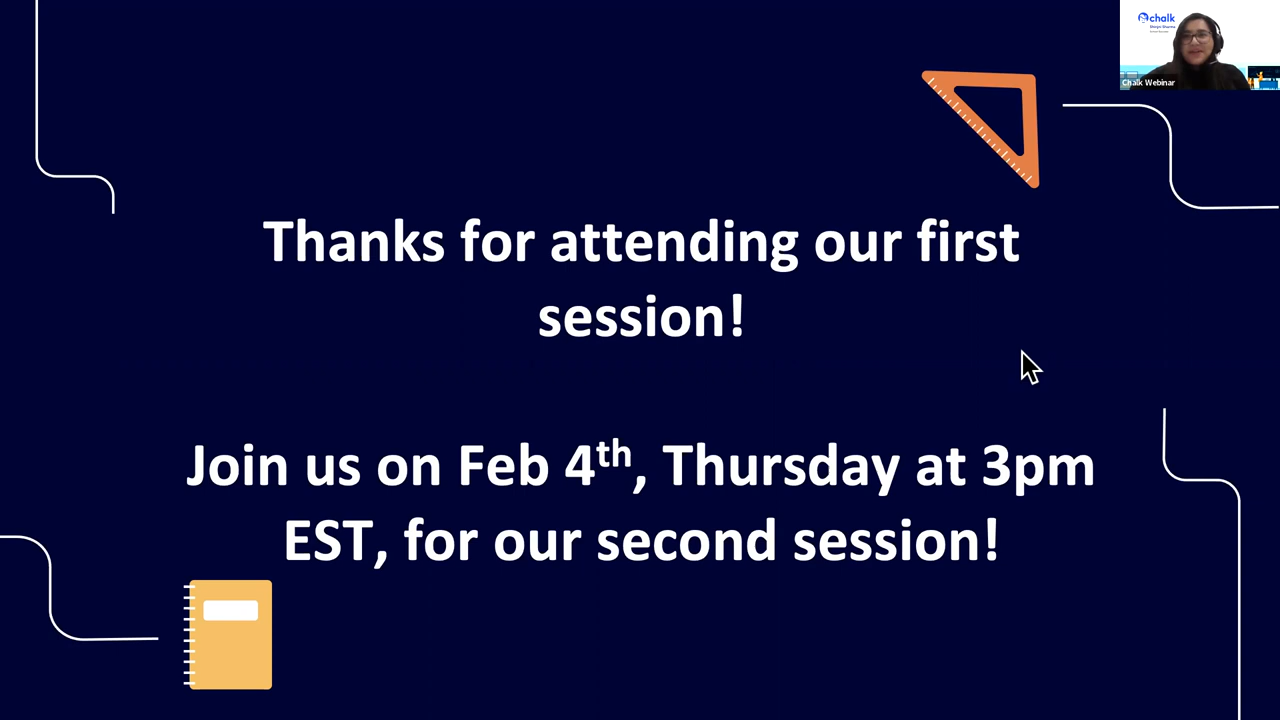 chalk
Chalk Webinar
Thanks for attending our first
session!
Join us on Feb 4th, Thursday at 3pm
EST, for our second session!